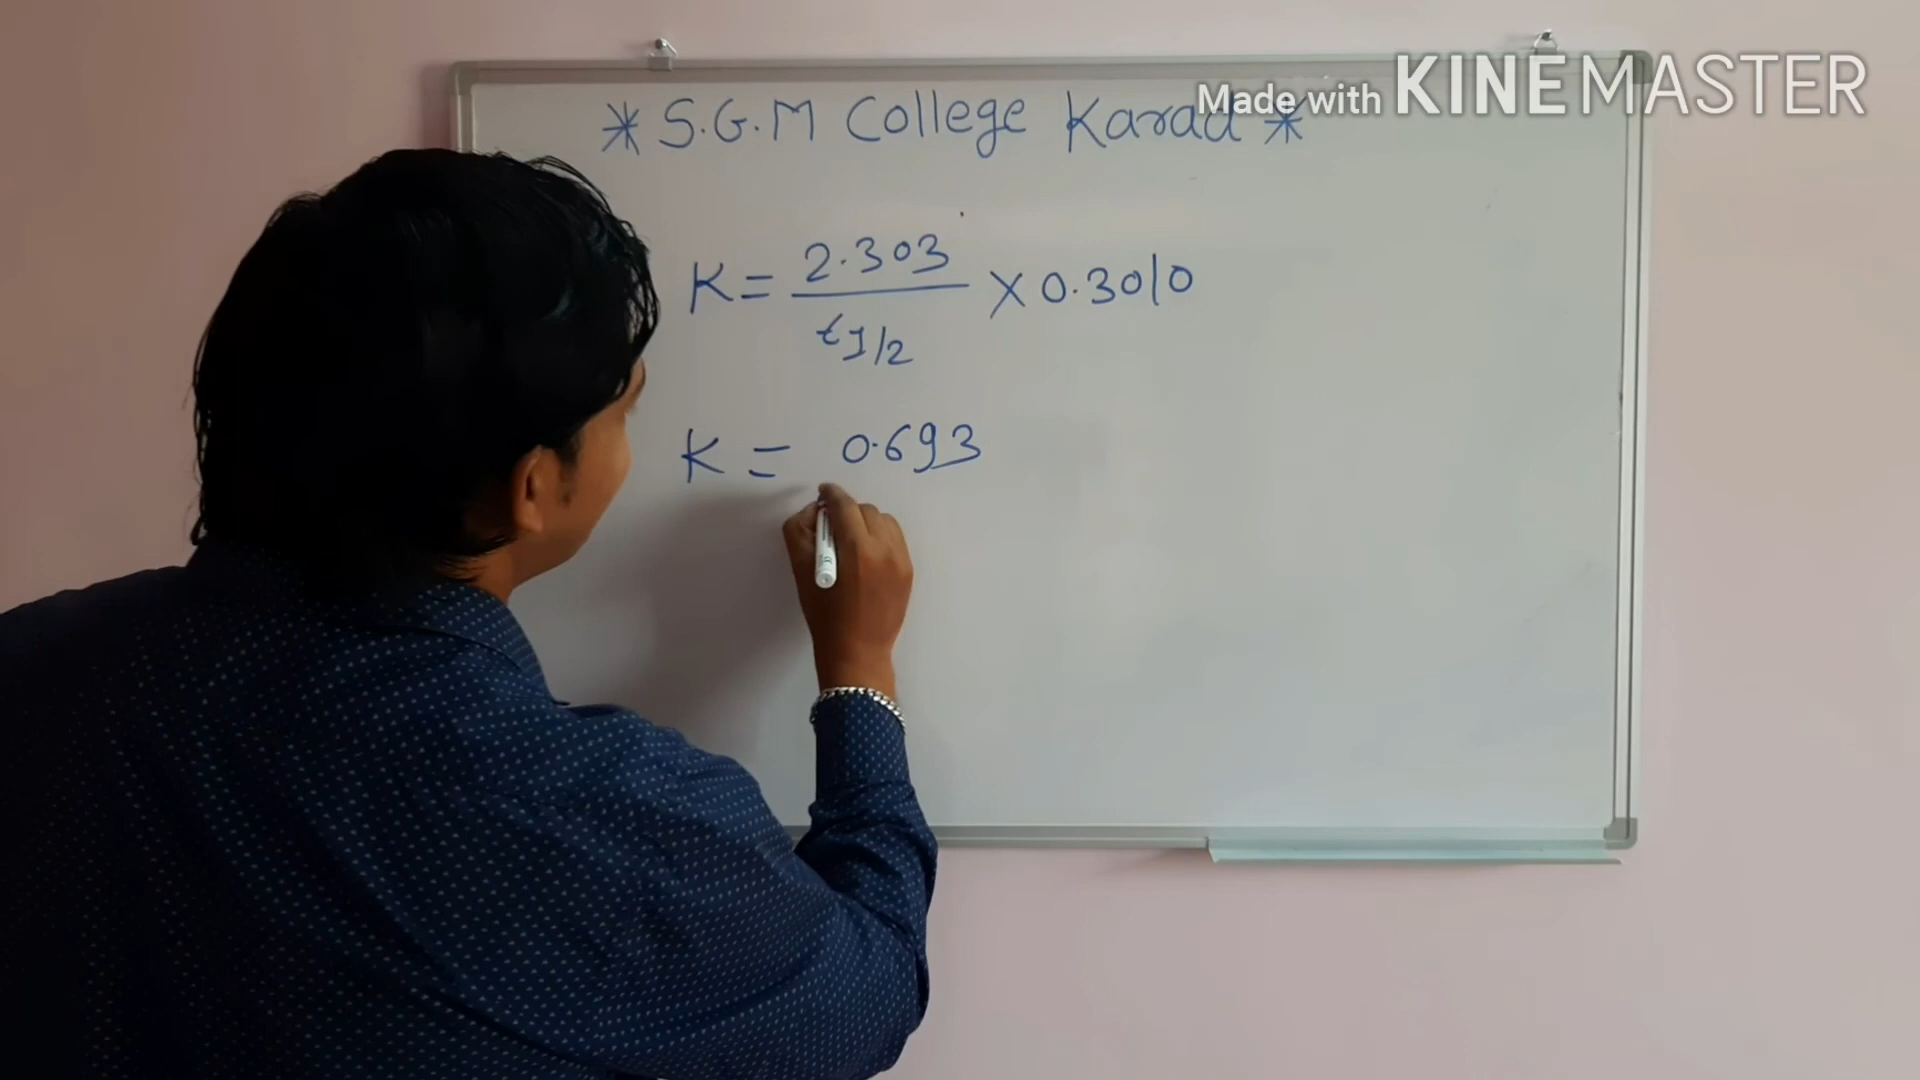 Made with KINEMASTER
* S.G.M College Karad *
K = 2.303 / t1/2 × 0.3010
K = 0.693